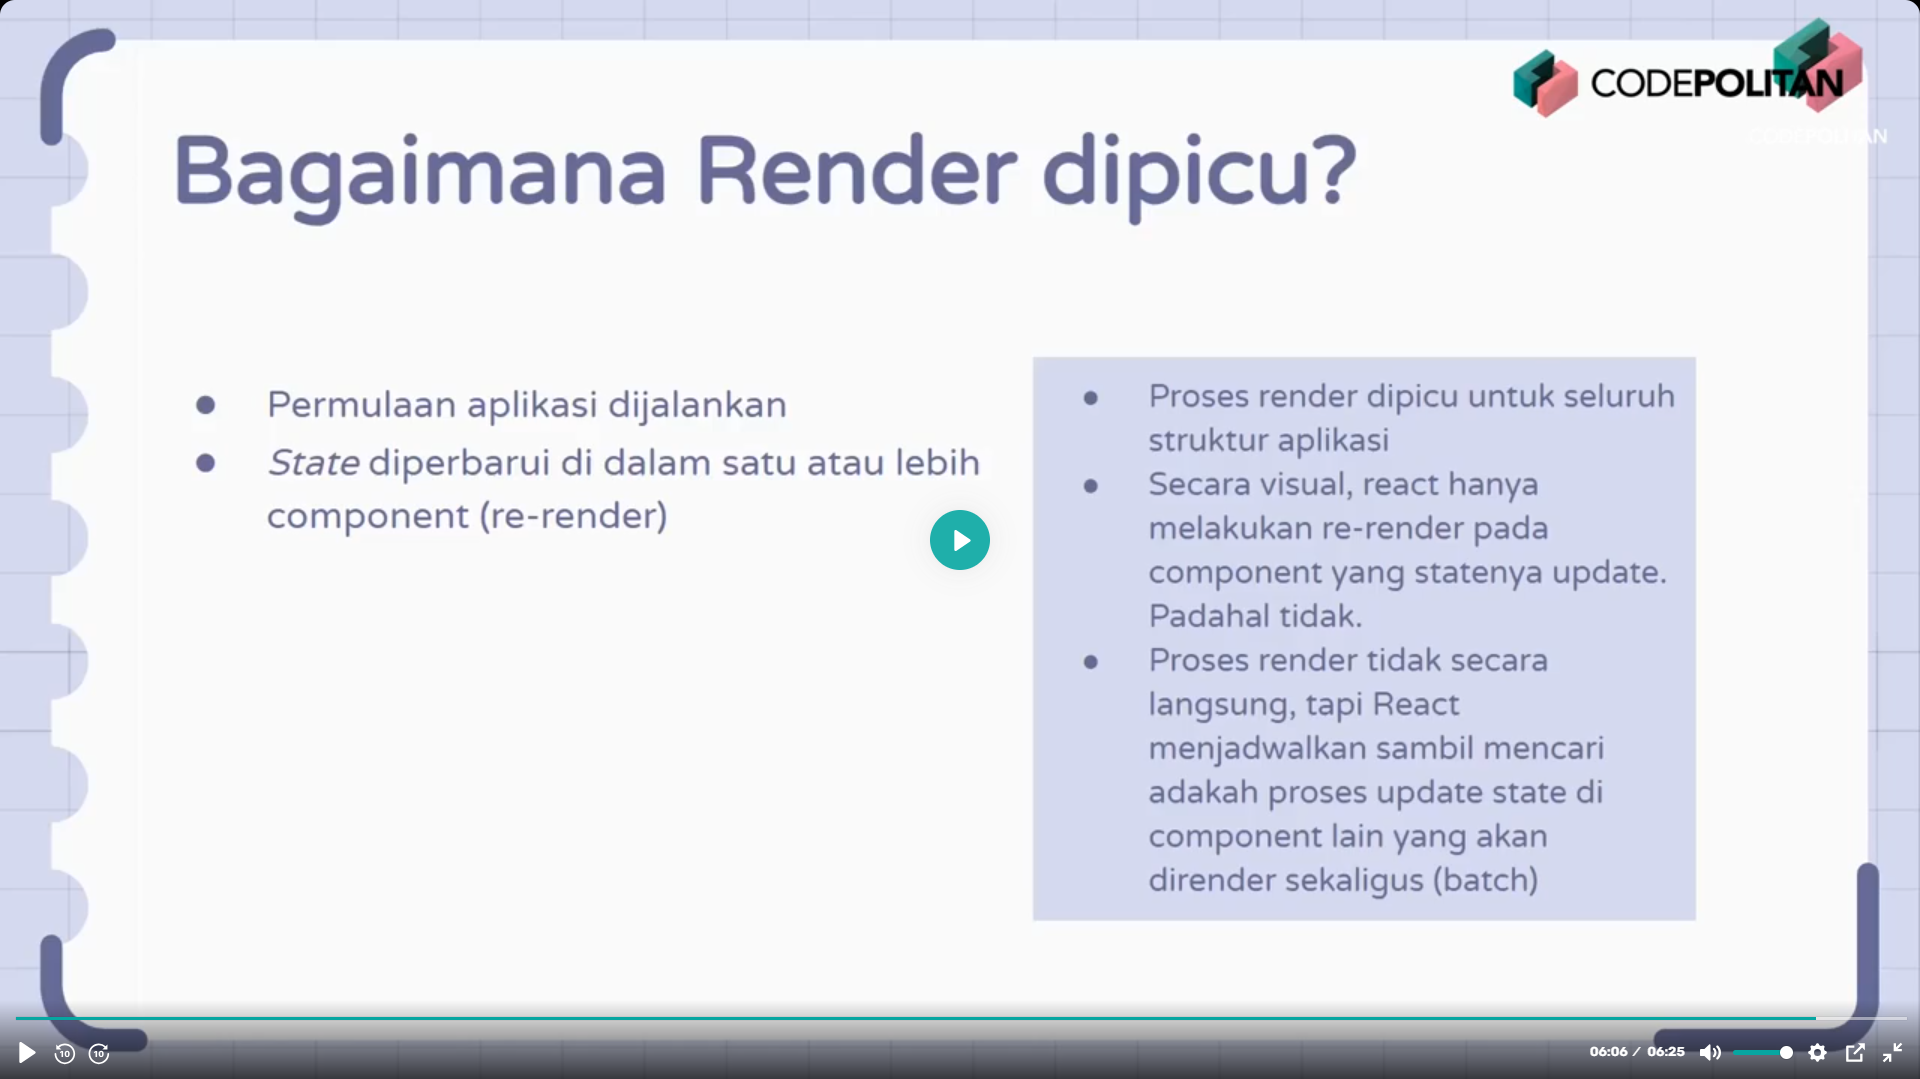 CODEPOLITAN
CODEPOLITAN
Bagaimana Render dipicu?
● Permulaan aplikasi dijalankan
● State diperbarui di dalam satu atau lebih
component (re-render)
● Proses render dipicu untuk seluruh
struktur aplikasi
● Secara visual, react hanya
melakukan re-render pada
component yang statenya update.
Padahal tidak.
● Proses render tidak secara
langsung, tapi React
menjadwalkan sambil mencari
adakah proses update state di
component lain yang akan
dirender sekaligus (batch)
10 10
06:06 / 06:25